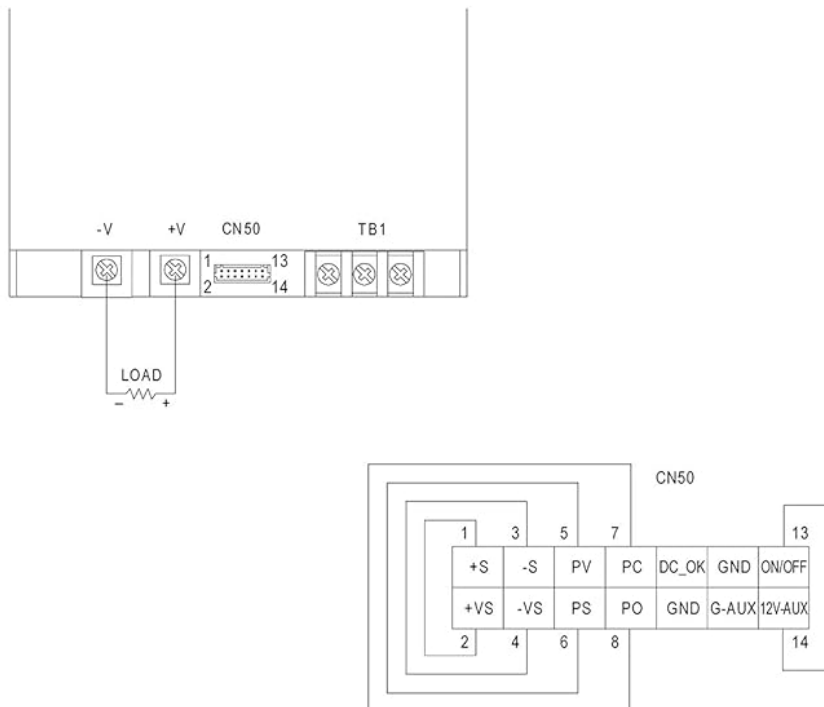 -V +V CN50 TB1
1 13
2 14
LOAD
– +
CN50
1 3 5 7 13
+S -S PV PC DC_OK GND ON/OFF
+VS -VS PS PO GND G-AUX 12V-AUX
2 4 6 8 14